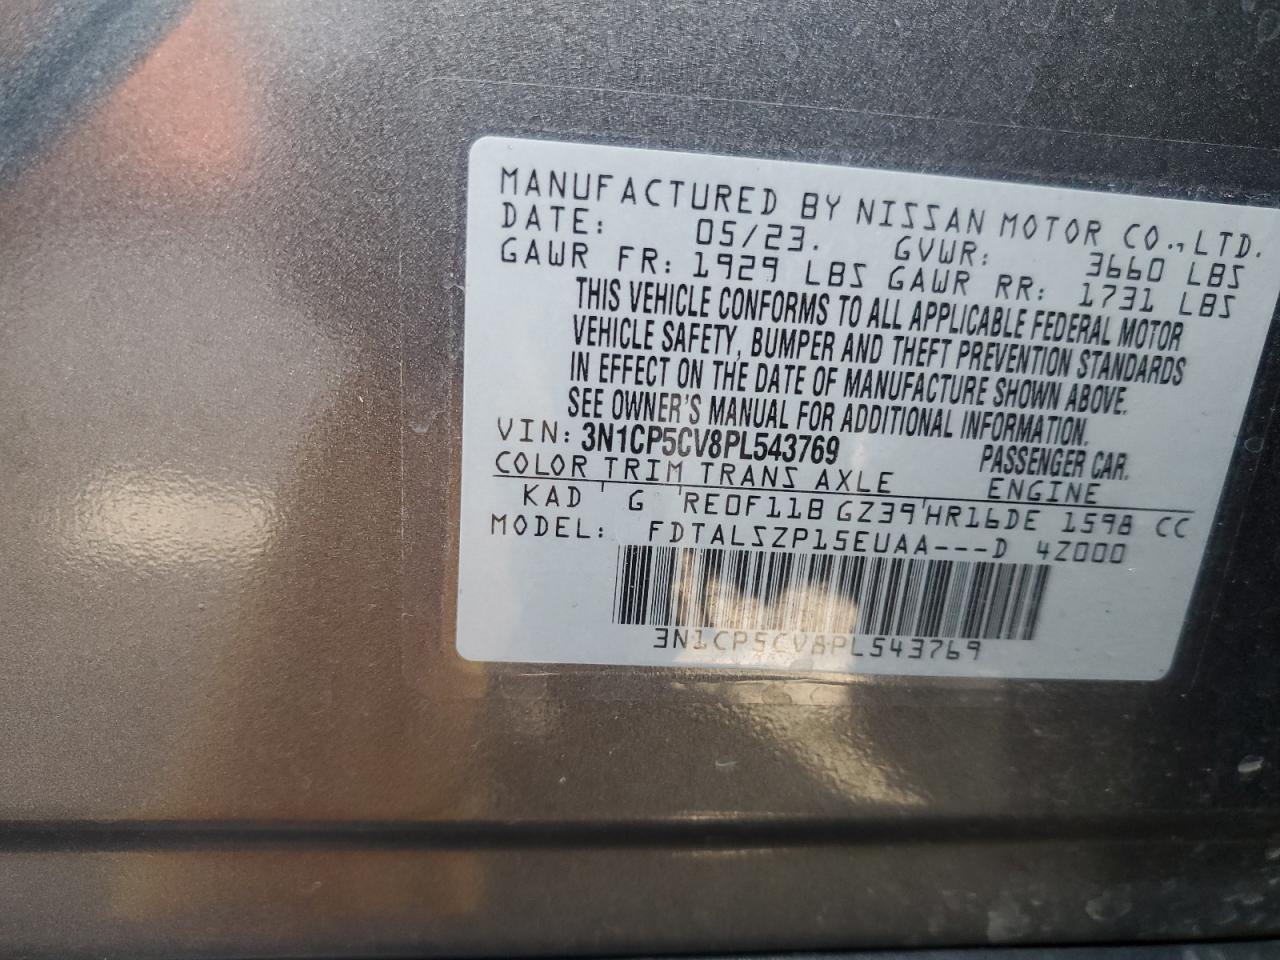 MANUFACTURED BY NISSAN MOTOR CO., LTD.
DATE: 05/23. GVWR: 3660 LBS
GAWR FR: 1929 LBS GAWR RR: 1731 LBS
THIS VEHICLE CONFORMS TO ALL APPLICABLE FEDERAL MOTOR
VEHICLE SAFETY, BUMPER AND THEFT PREVENTION STANDARDS
IN EFFECT ON THE DATE OF MANUFACTURE SHOWN ABOVE.
SEE OWNER'S MANUAL FOR ADDITIONAL INFORMATION.
VIN: 3N1CP5CV8PL543769 PASSENGER CAR.
COLOR TRIM TRANS AXLE ENGINE
KAD G RE0F11B GZ39 HR16DE 1598 CC
MODEL: FDTALSZP15EUAA---D 4Z000
3N1CP5CV8PL543769